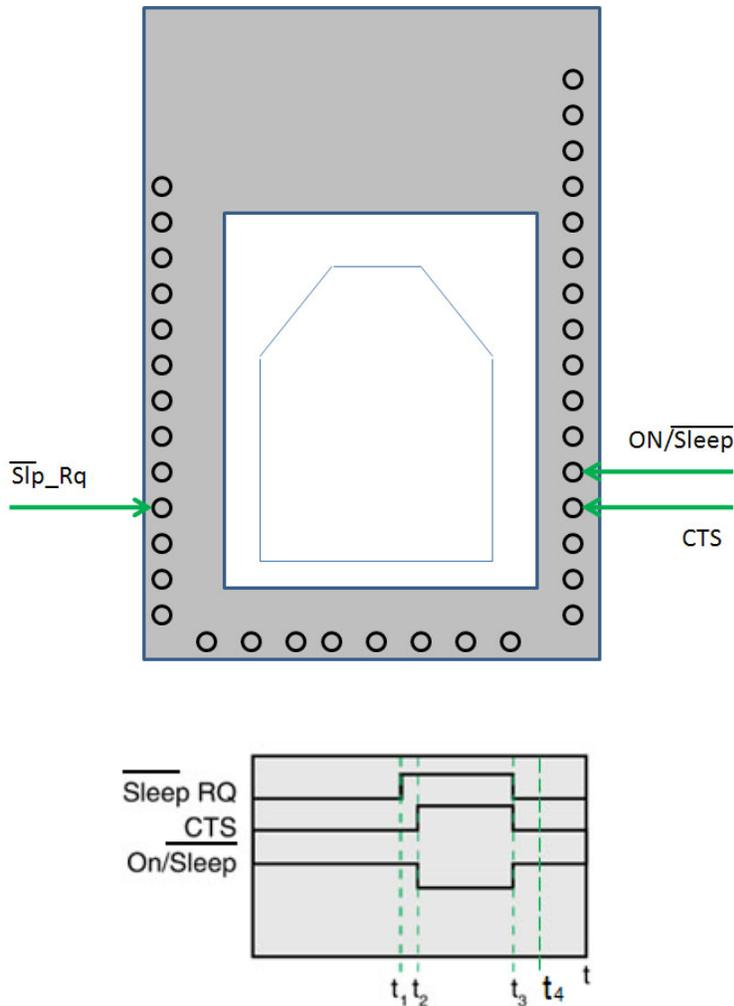 ON/Sleep
Slp_Rq
CTS
Sleep RQ
CTS
On/Sleep
t1 t2 t3 t4 t